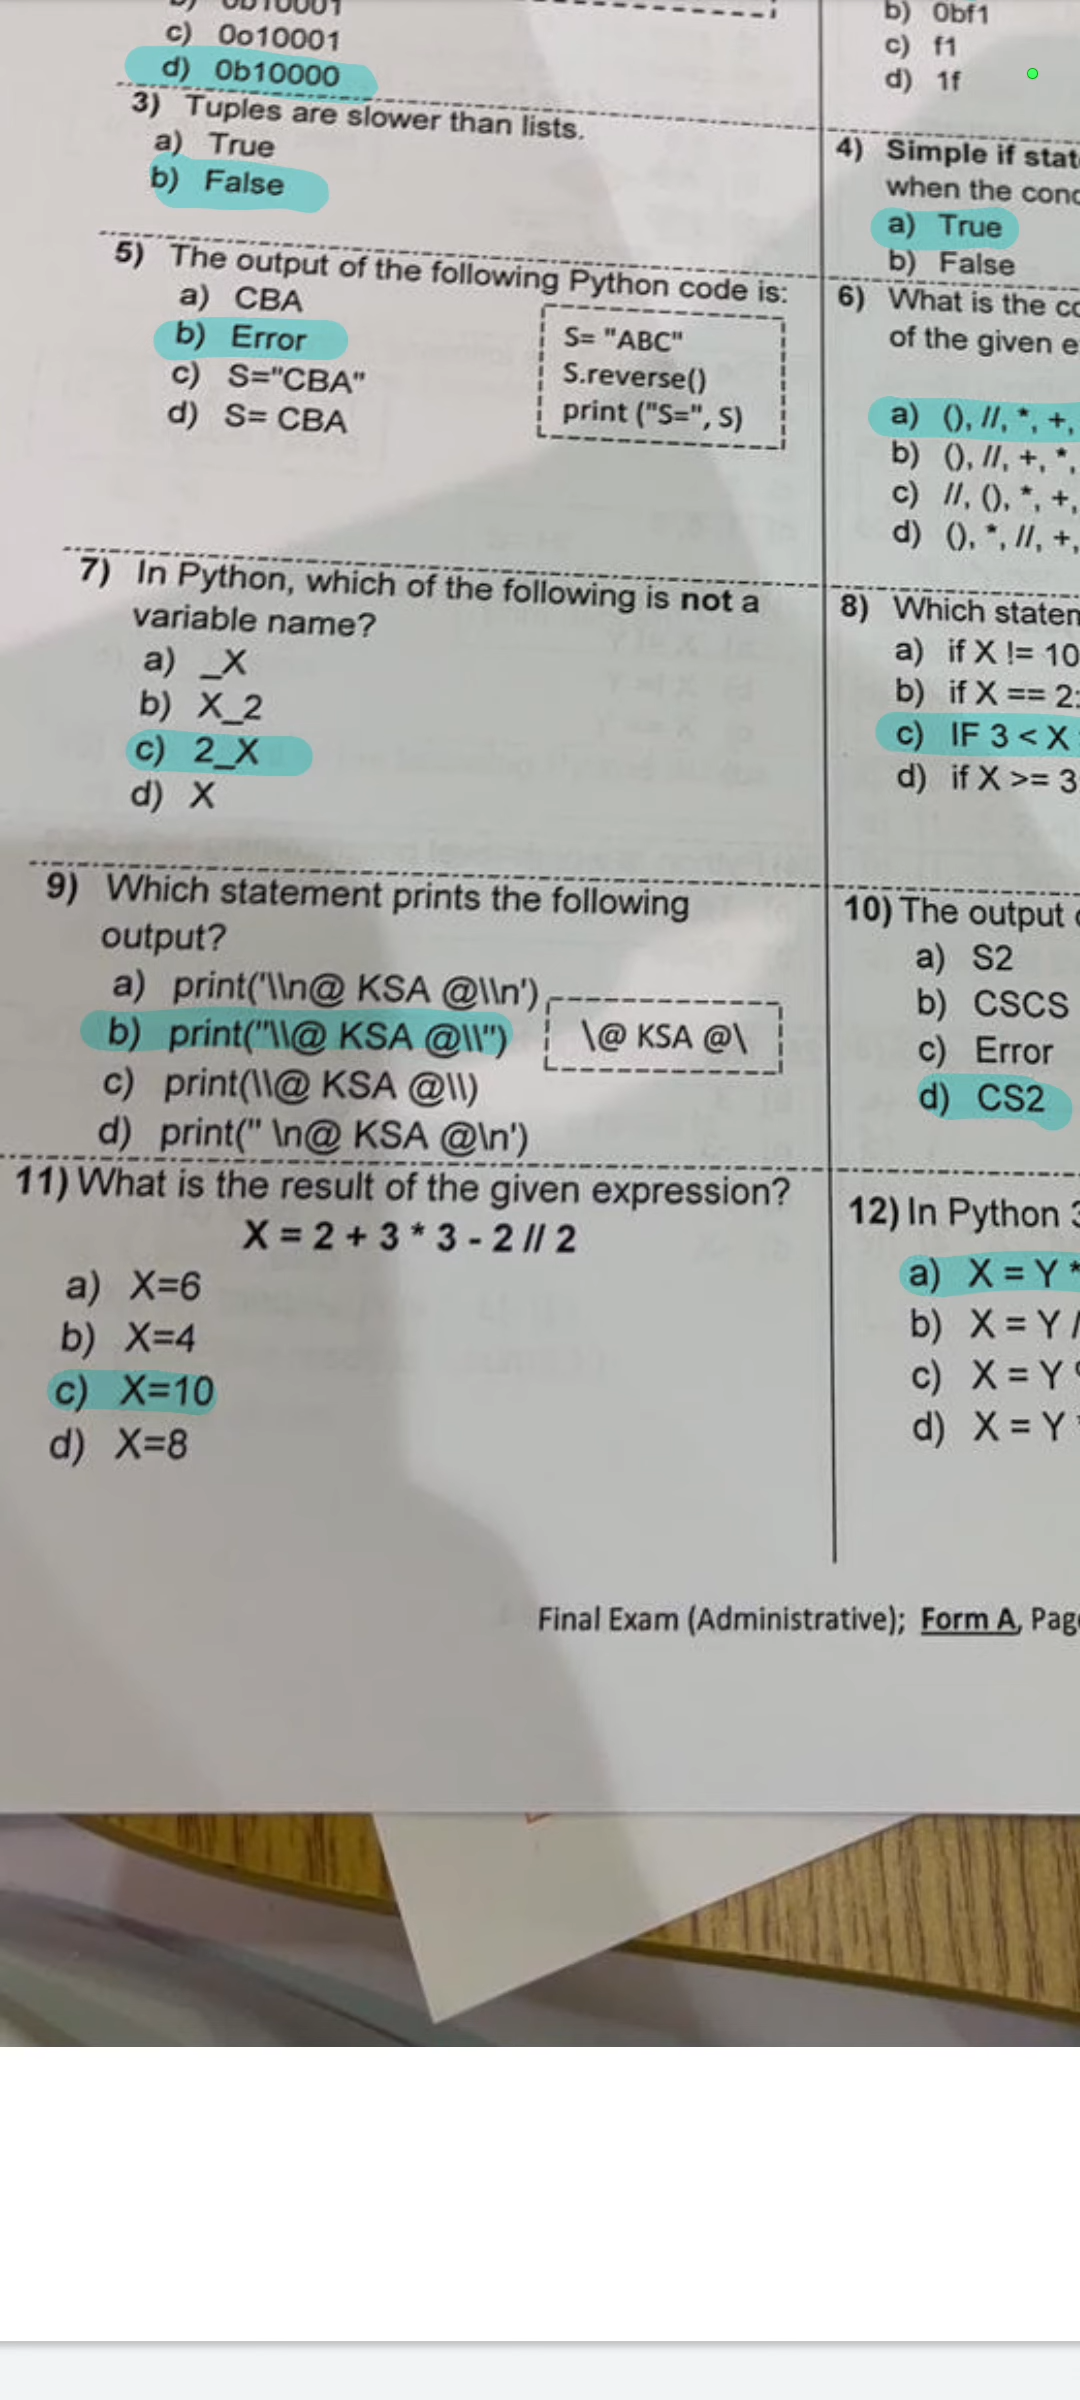 c) 0o10001
d) 0b10000
3) Tuples are slower than lists.
a) True
b) False
5) The output of the following Python code is:
a) CBA
b) Error
c) S="CBA"
d) S= CBA
S= "ABC"
S.reverse()
print ("S=", S)
7) In Python, which of the following is not a
variable name?
a) _X
b) X_2
c) 2_X
d) X
9) Which statement prints the following
output?
a) print('\\n@ KSA @\\n')
b) print("\\@ KSA @\\")
c) print(\\@ KSA @\\)
d) print(" \n@ KSA @\n')
\@ KSA @\
11) What is the result of the given expression?
X = 2 + 3 * 3 - 2 // 2
a) X=6
b) X=4
c) X=10
d) X=8
b) 0bf1
c) f1
d) 1f
4) Simple if
when the
a) True
b) False
6) What is the
of the given
a) (), //, *, +,
b) (), //, +, *,
c) //, (), *, +,
d) (), *, //, +,
8) Which
a) if X != 10
b) if X == 2:
c) IF 3 < X
d) if X >= 3
10) The output
a) S2
b) CSCS
c) Error
d) CS2
12) In Python
a) X = Y *
b) X = Y /
c) X = Y
d) X = Y
Final Exam (Administrative); Form A,